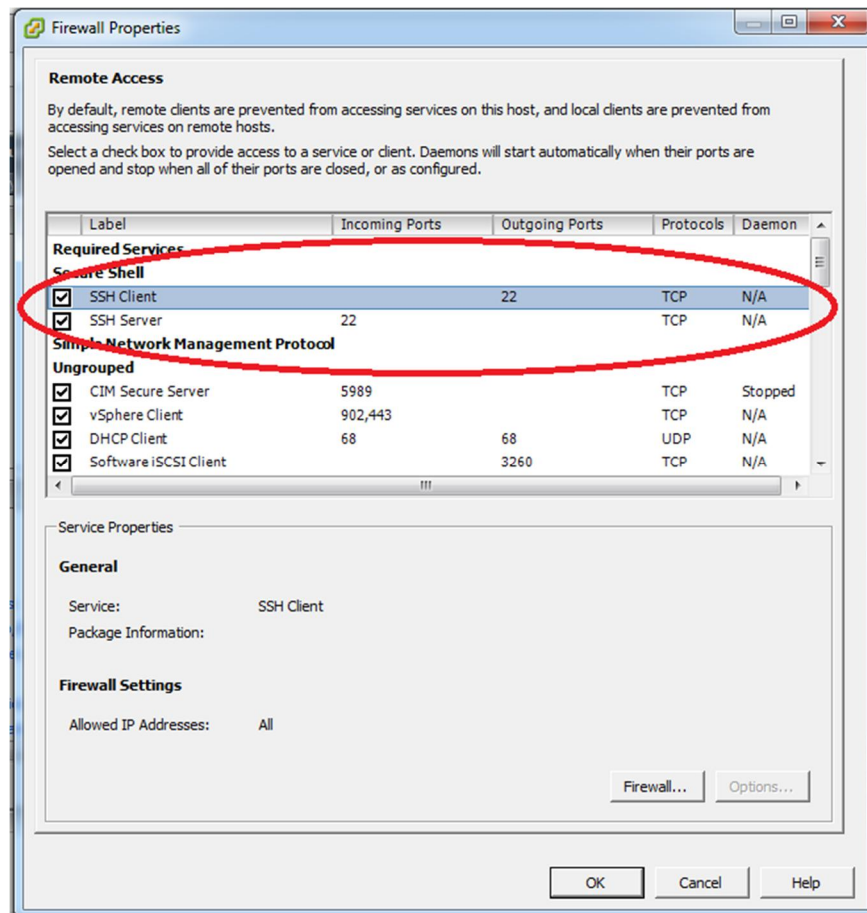 Firewall Properties
Remote Access
By default, remote clients are prevented from accessing services on this host, and local clients are prevented from
accessing services on remote hosts.
Select a check box to provide access to a service or client. Daemons will start automatically when their ports are
opened and stop when all of their ports are closed, or as configured.
Label Incoming Ports Outgoing Ports Protocols Daemon
Required Services
Secure Shell
SSH Client 22 TCP N/A
SSH Server 22 TCP N/A
Simple Network Management Protocol
Ungrouped
CIM Secure Server 5989 TCP Stopped
vSphere Client 902,443 TCP N/A
DHCP Client 68 68 UDP N/A
Software iSCSI Client 3260 TCP N/A
Service Properties
General
Service: SSH Client
Package Information:
Firewall Settings
Allowed IP Addresses: All
Firewall... Options...
OK Cancel Help